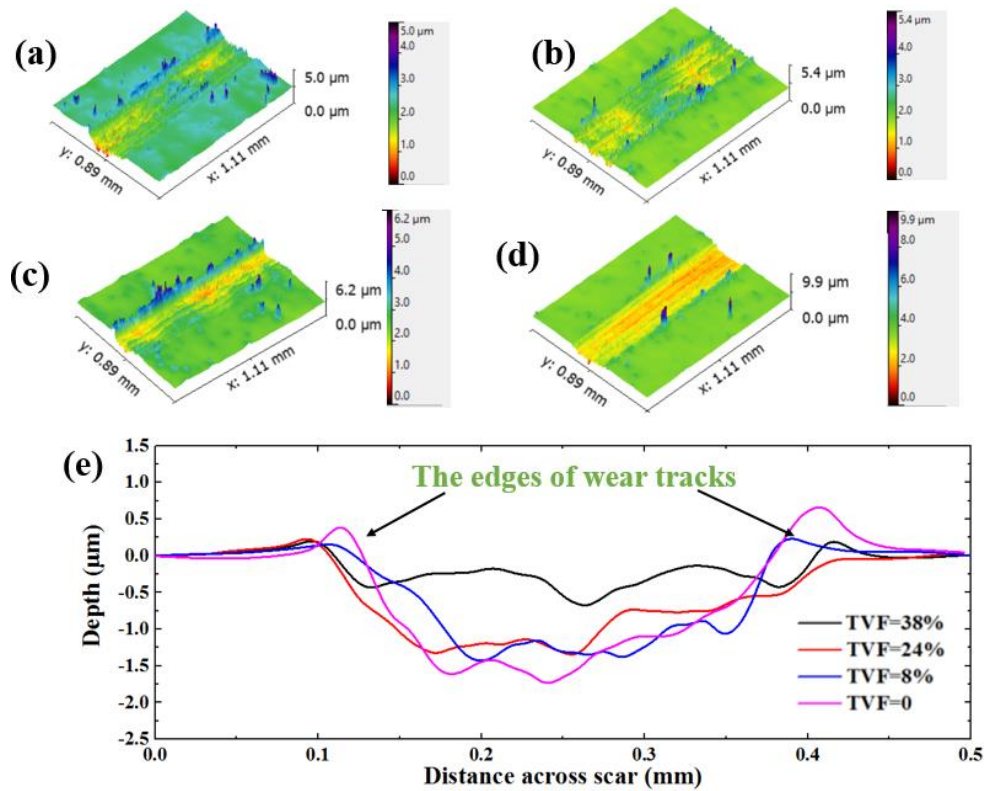 (a)
5.0 μm
4.0
3.0
2.0
1.0
0.0
5.0 μm
0.0 μm
y: 0.89 mm
x: 1.11 mm
(b)
5.4 μm
4.0
3.0
2.0
1.0
0.0
5.4 μm
0.0 μm
y: 0.89 mm
x: 1.11 mm
(c)
6.2 μm
5.0
4.0
3.0
2.0
1.0
0.0
6.2 μm
0.0 μm
y: 0.89 mm
x: 1.11 mm
(d)
9.9 μm
8.0
6.0
4.0
2.0
0.0
9.9 μm
0.0 μm
y: 0.89 mm
x: 1.11 mm
(e)
The edges of wear tracks
Depth (μm)
1.5
1.0
0.5
0.0
-0.5
-1.0
-1.5
-2.0
-2.5
TVF=38%
TVF=24%
TVF=8%
TVF=0
0.0 0.1 0.2 0.3 0.4 0.5
Distance across scar (mm)